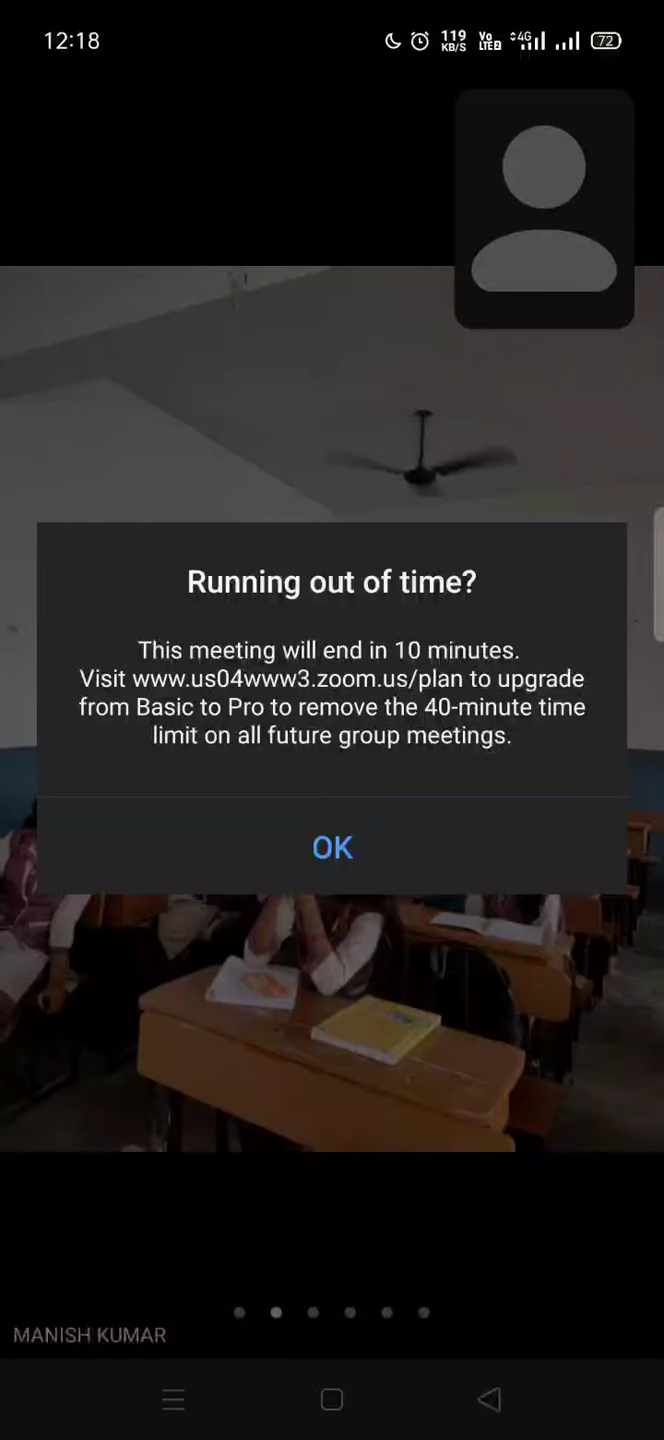 12:18
119
KB/S
Vo
LTE2
4G
72
Running out of time?
This meeting will end in 10 minutes.
Visit www.us04www3.zoom.us/plan to upgrade
from Basic to Pro to remove the 40-minute time
limit on all future group meetings.
OK
MANISH KUMAR